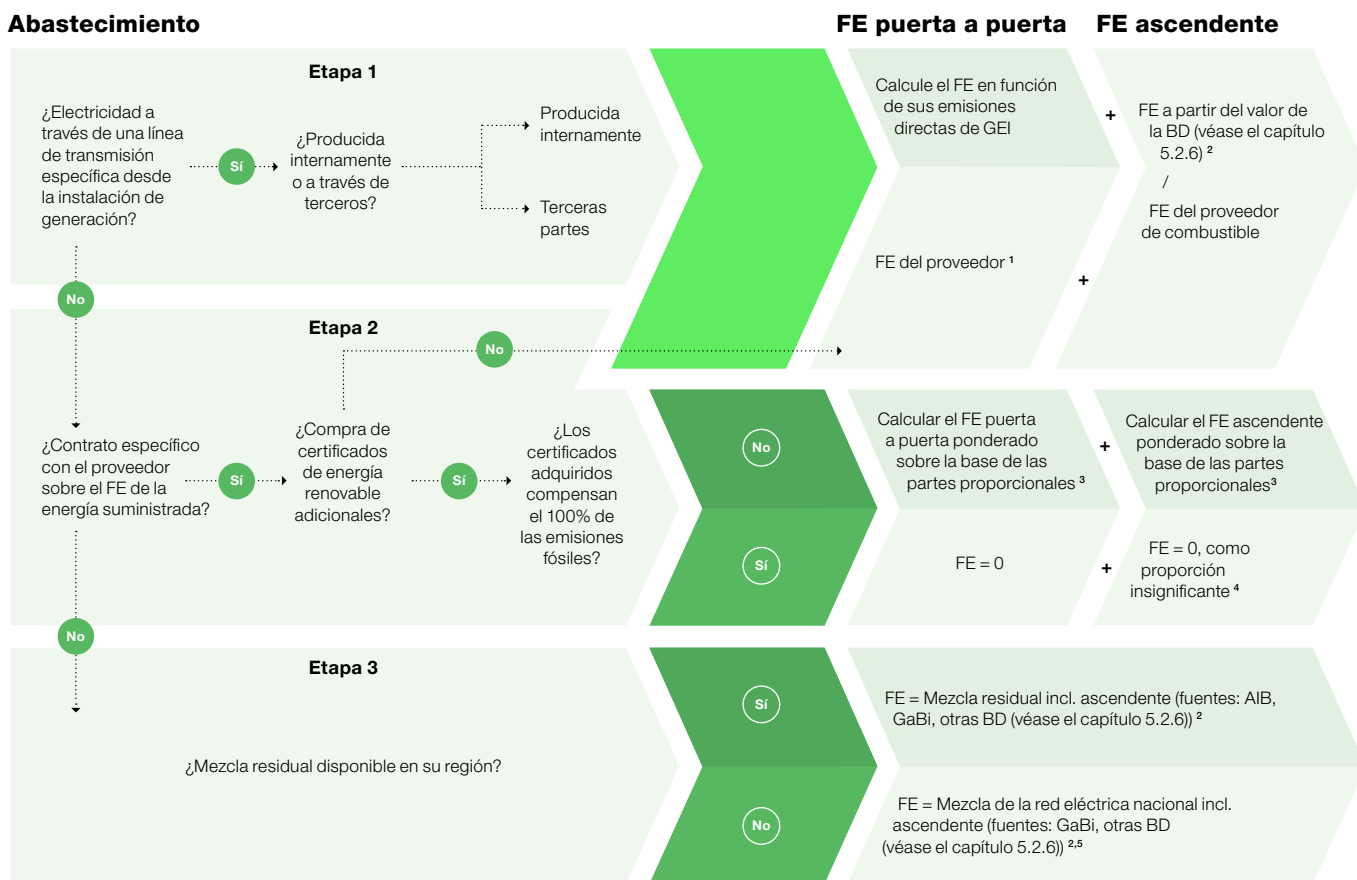 Abastecimiento
FE puerta a puerta
FE ascendente
Etapa 1
¿Electricidad a
través de una línea
de transmisión
específica desde
la instalación de
generación?
Sí
¿Producida
internamente
o a través de
terceros?
Producida
internamente
Terceras
partes
Calcule el FE en función
de sus emisiones
directas de GEI
+
FE a partir del valor de
la BD (véase el capítulo
5.2.6) ²
/
FE del proveedor
de combustible
FE del proveedor ¹
+
No
Etapa 2
No
¿Contrato específico
con el proveedor
sobre el FE de la
energía suministrada?
Sí
¿Compra de
certificados
de energía
renovable
adicionales?
Sí
¿Los
certificados
adquiridos
compensan
el 100% de
las emisiones
fósiles?
No
Calcular el FE puerta
a puerta ponderado
sobre la base de las
partes proporcionales ³
+
Calcular el FE ascendente
ponderado sobre la
base de las partes
proporcionales³
Sí
FE = 0
+
FE = 0, como
proporción
insignificante ⁴
No
Etapa 3
¿Mezcla residual disponible en su región?
Sí
FE = Mezcla residual incl. ascendente (fuentes: AIB,
GaBi, otras BD (véase el capítulo 5.2.6)) ²
No
FE = Mezcla de la red eléctrica nacional incl.
ascendente (fuentes: GaBi, otras BD
(véase el capítulo 5.2.6)) ²,⁵